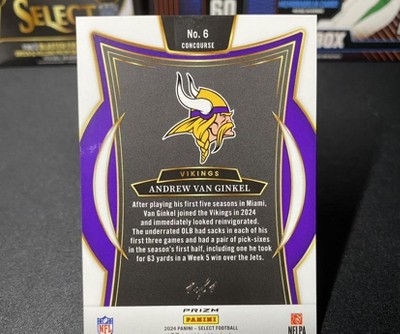 SELECT
60
BOX
No. 6
CONCOURSE
VIKINGS
ANDREW VAN GINKEL
After playing his first five seasons in Miami,
Van Ginkel joined the Vikings in 2024
and immediately looked reinvigorated.
The underrated OLB had sacks in each of his
first three games and had a pair of pick-sixes
in the season's first half, including one he took
for 63 yards in a Week 5 win over the Jets.
PRIZM
PANINI
NFL
NFLPA
2024 PANINI - SELECT FOOTBALL